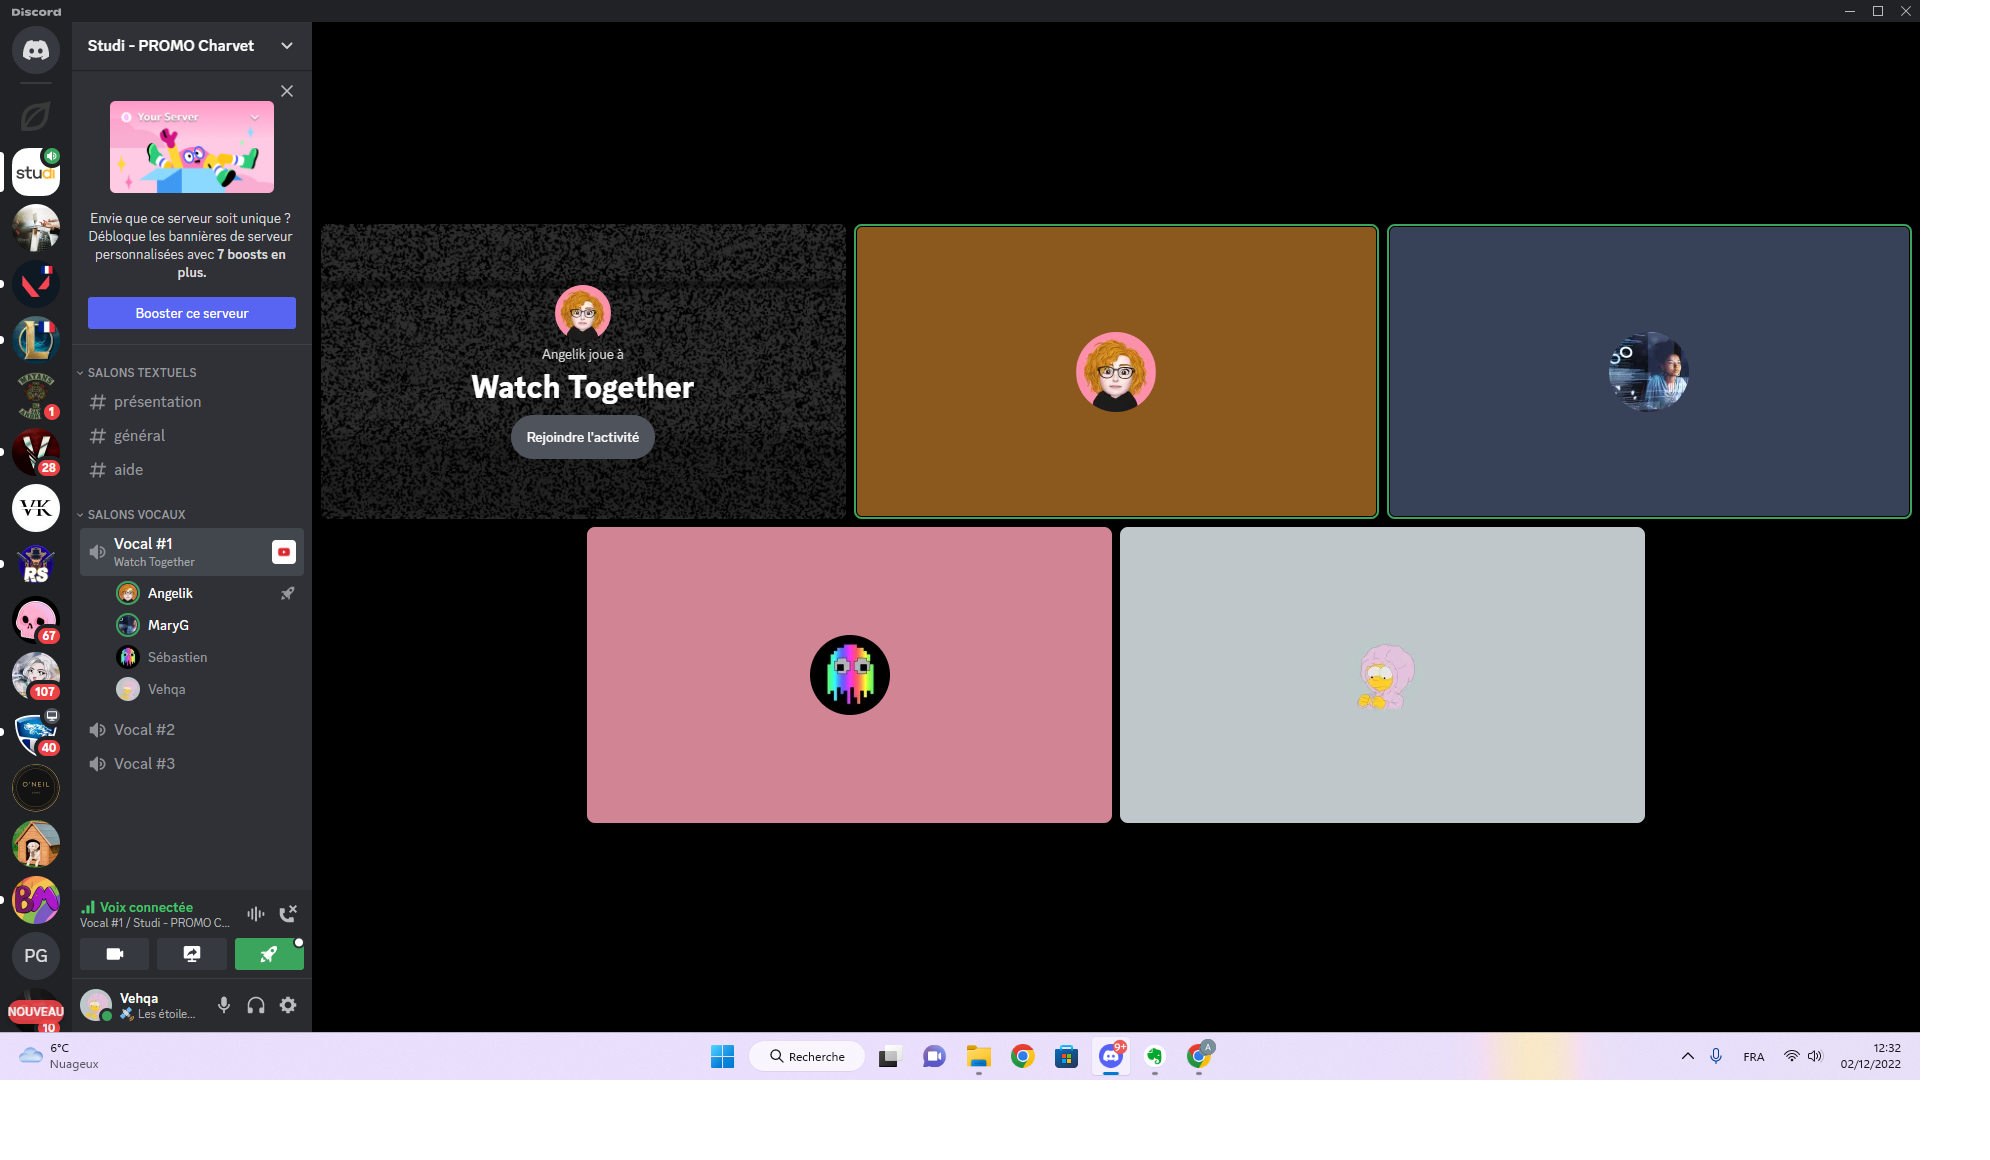 Discord
Studi - PROMO Charvet
Your Server
Envie que ce serveur soit unique ?
Débloque les bannières de serveur
personnalisées avec 7 boosts en
plus.
Booster ce serveur
SALONS TEXTUELS
présentation
général
aide
SALONS VOCAUX
Vocal #1
Watch Together
Angelik
MaryG
Sébastien
Vehqa
Vocal #2
Vocal #3
Voix connectée
Vocal #1 / Studi - PROMO C...
Vehqa
Les étoile...
studi
MAYANS
1
28
VK
RS
67
107
40
O'NEIL
BM
PG
NOUVEAU
10
Angelik joue à
Watch Together
Rejoindre l'activité
6°C
Nuageux
Recherche
9+
A
FRA
12:32
02/12/2022